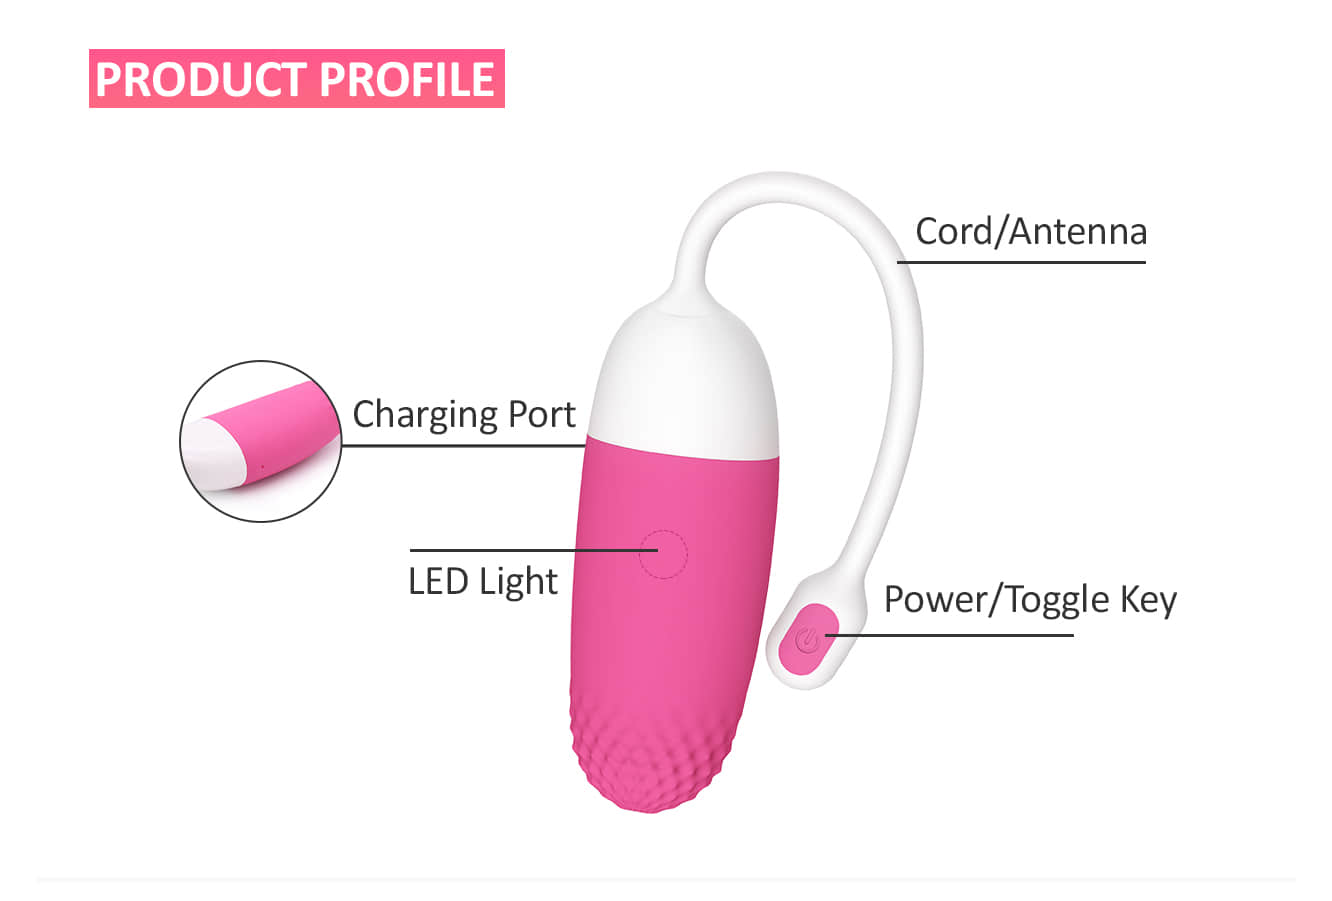 PRODUCT PROFILE
Cord/Antenna
Charging Port
LED Light
Power/Toggle Key